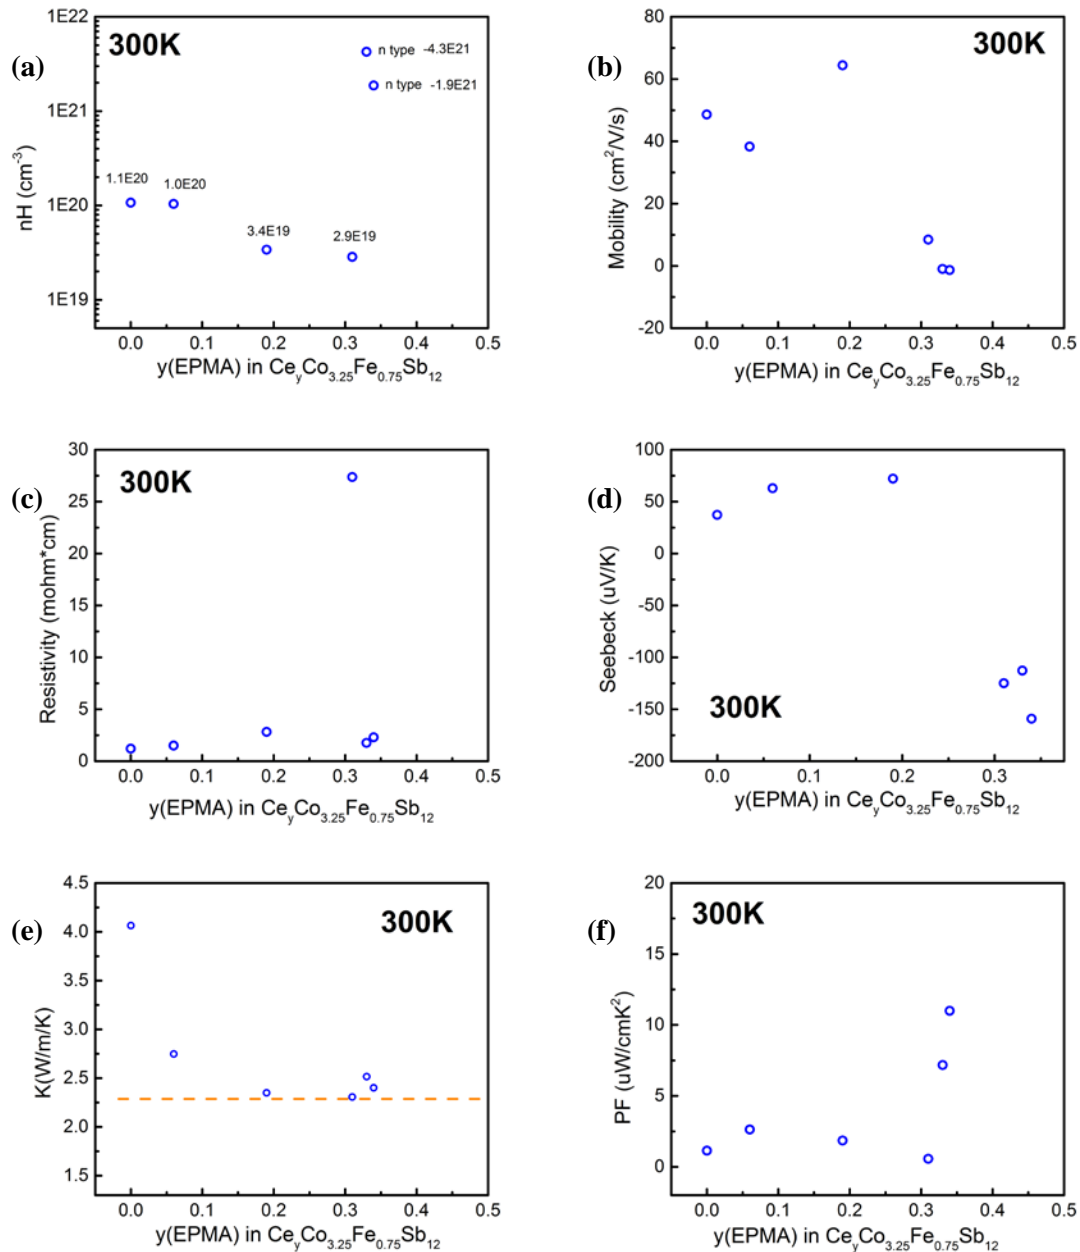 (a)
300K
1E22
1E21
1E20
1E19
nH (cm⁻³)
n type -4.3E21
n type -1.9E21
1.1E20
1.0E20
3.4E19
2.9E19
0.0 0.1 0.2 0.3 0.4 0.5
y(EPMA) in CeyCo3.25Fe0.75Sb12
(b)
300K
80
60
40
20
0
-20
Mobility (cm²/V/s)
0.0 0.1 0.2 0.3 0.4 0.5
y(EPMA) in CeyCo3.25Fe0.75Sb12
(c)
300K
30
25
20
15
10
5
0
Resistivity (mohm*cm)
0.0 0.1 0.2 0.3 0.4 0.5
y(EPMA) in CeyCo3.25Fe0.75Sb12
(d)
300K
100
50
0
-50
-100
-150
-200
Seebeck (uV/K)
0.0 0.1 0.2 0.3
y(EPMA) in CeyCo3.25Fe0.75Sb12
(e)
300K
4.5
4.0
3.5
3.0
2.5
2.0
1.5
K(W/m/K)
0.0 0.1 0.2 0.3 0.4 0.5
y(EPMA) in CeyCo3.25Fe0.75Sb12
(f)
300K
20
15
10
5
0
PF (uW/cmK²)
0.0 0.1 0.2 0.3 0.4 0.5
y(EPMA) in CeyCo3.25Fe0.75Sb12